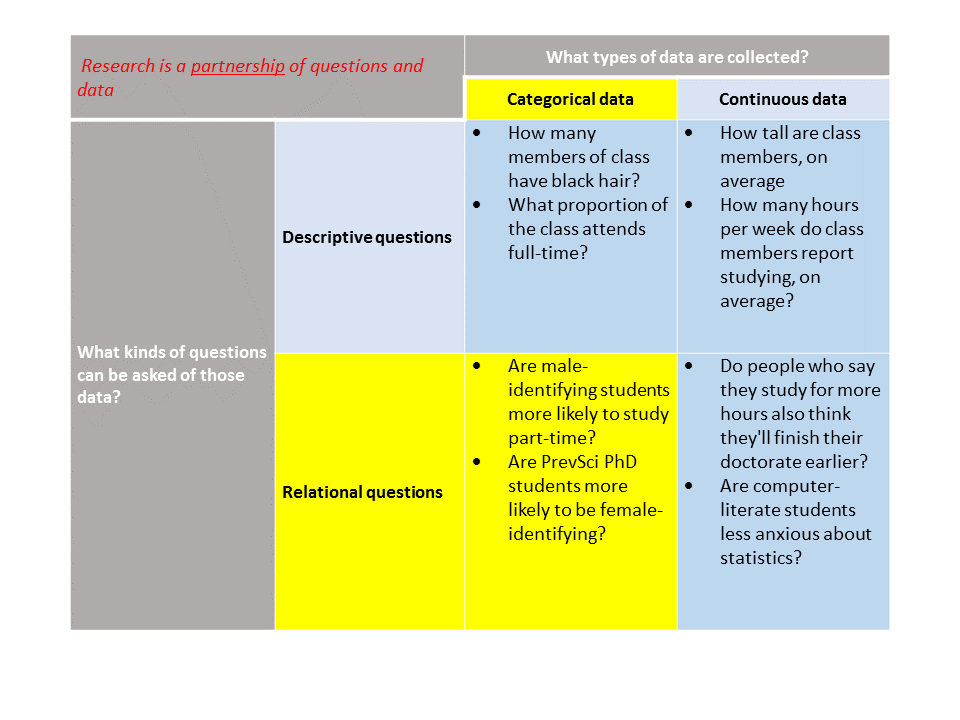 Research is a partnership of questions and
data
What types of data are collected?
Categorical data
Continuous data
What kinds of questions
can be asked of those
data?
Descriptive questions
• How many
members of class
have black hair?
• What proportion of
the class attends
full-time?
• How tall are class
members, on
average
• How many hours
per week do class
members report
studying, on
average?
Relational questions
• Are male-
identifying students
more likely to study
part-time?
• Are PrevSci PhD
students more
likely to be female-
identifying?
• Do people who say
they study for more
hours also think
they'll finish their
doctorate earlier?
• Are computer-
literate students
less anxious about
statistics?